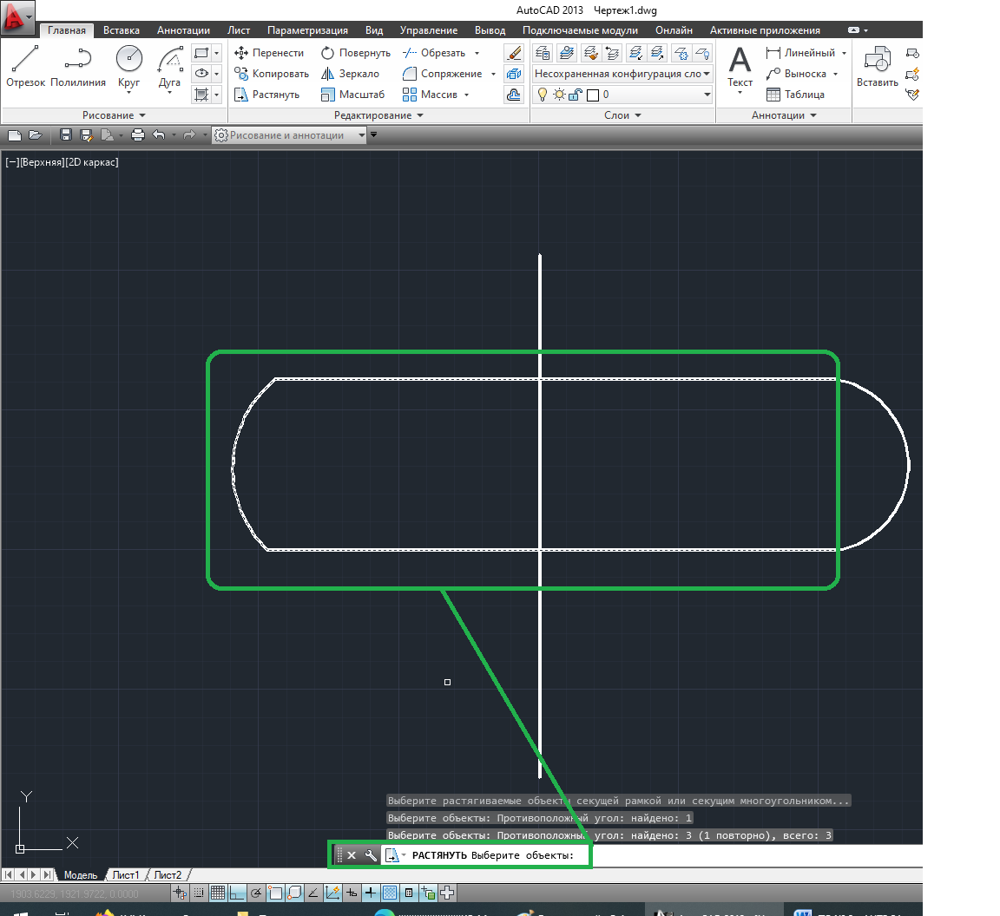 AutoCAD 2013 Чертеж1.dwg
Главная Вставка Аннотации Лист Параметризация Вид Управление Вывод Подключаемые модули Онлайн Активные приложения
Перенести Повернуть Обрезать Линейный
Отрезок Полилиния Круг Дуга Копировать Зеркало Сопряжение Несохраненная конфигурация сло Текст Выноска Вставить
Растянуть Масштаб Массив 0 Таблица
Рисование Редактирование Слои Аннотации
Рисование и аннотации
[−][Верхняя][2D каркас]
Y
X
Выберите растягиваемые объекты секущей рамкой или секущим многоугольником...
Выберите объекты: Противоположный угол: найдено: 1
Выберите объекты: Противоположный угол: найдено: 3 (1 повторно), всего: 3
РАСТЯНУТЬ Выберите объекты:
Модель Лист1 Лист2
1903.6229, 1921.9722, 0.0000